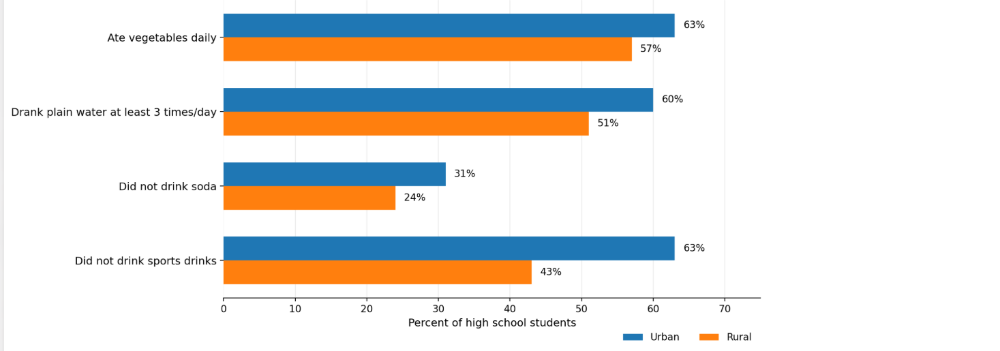 Ate vegetables daily
63%
57%
Drank plain water at least 3 times/day
60%
51%
Did not drink soda
31%
24%
Did not drink sports drinks
63%
43%
0 10 20 30 40 50 60 70
Percent of high school students
Urban Rural